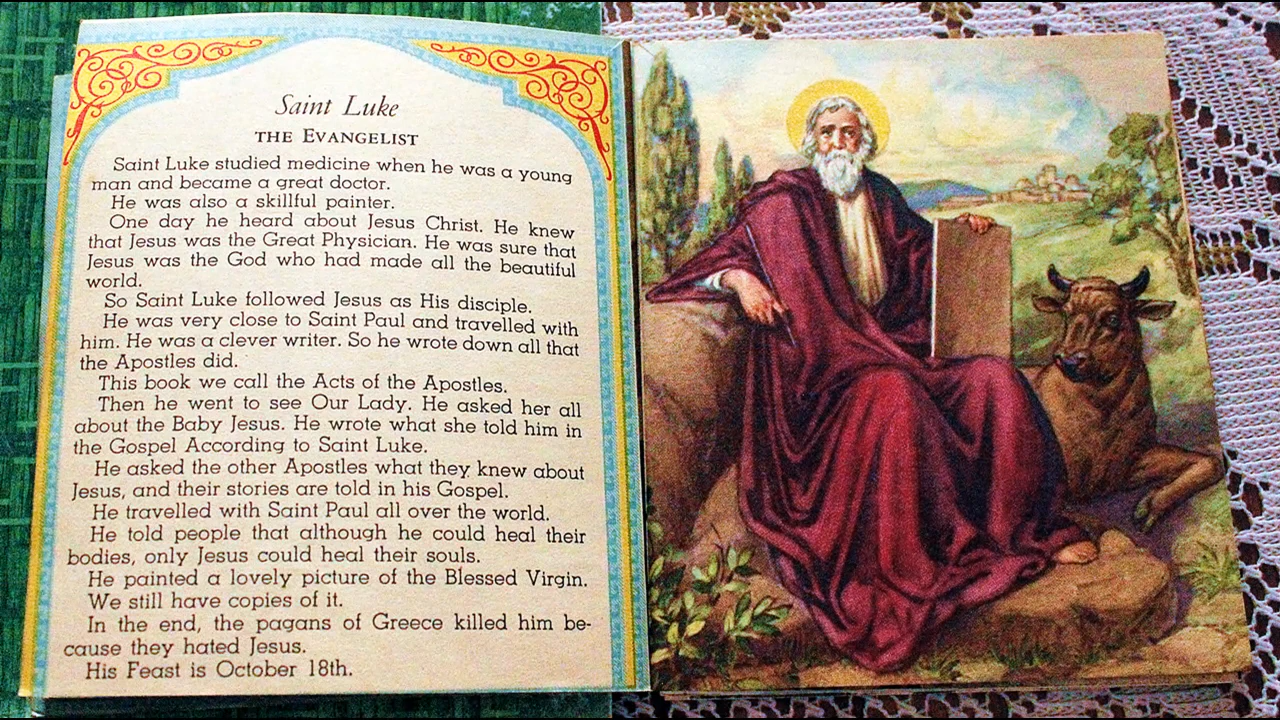 Saint Luke
THE EVANGELIST
Saint Luke studied medicine when he was a young
man and became a great doctor.
He was also a skillful painter.
One day he heard about Jesus Christ. He knew
that Jesus was the Great Physician. He was sure that
Jesus was the God who had made all the beautiful
world.
So Saint Luke followed Jesus as His disciple.
He was very close to Saint Paul and travelled with
him. He was a clever writer. So he wrote down all that
the Apostles did.
This book we call the Acts of the Apostles.
Then he went to see Our Lady. He asked her all
about the Baby Jesus. He wrote what she told him in
the Gospel According to Saint Luke.
He asked the other Apostles what they knew about
Jesus, and their stories are told in his Gospel.
He travelled with Saint Paul all over the world.
He told people that although he could heal their
bodies, only Jesus could heal their souls.
He painted a lovely picture of the Blessed Virgin.
We still have copies of it.
In the end, the pagans of Greece killed him be-
cause they hated Jesus.
His Feast is October 18th.